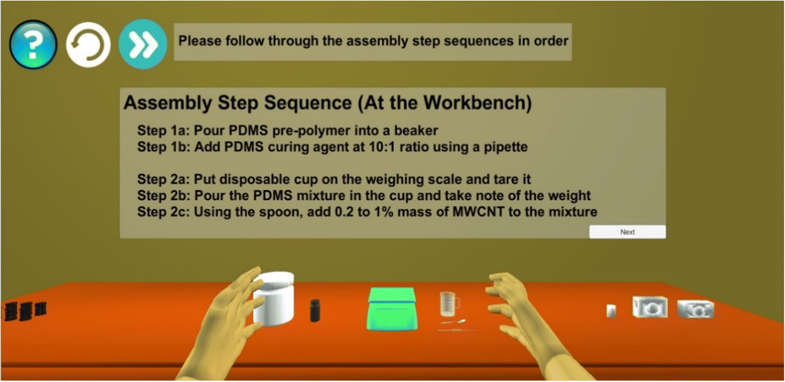 ?
Please follow through the assembly step sequences in order
Assembly Step Sequence (At the Workbench)
Step 1a: Pour PDMS pre-polymer into a beaker
Step 1b: Add PDMS curing agent at 10:1 ratio using a pipette
Step 2a: Put disposable cup on the weighing scale and tare it
Step 2b: Pour the PDMS mixture in the cup and take note of the weight
Step 2c: Using the spoon, add 0.2 to 1% mass of MWCNT to the mixture
Next